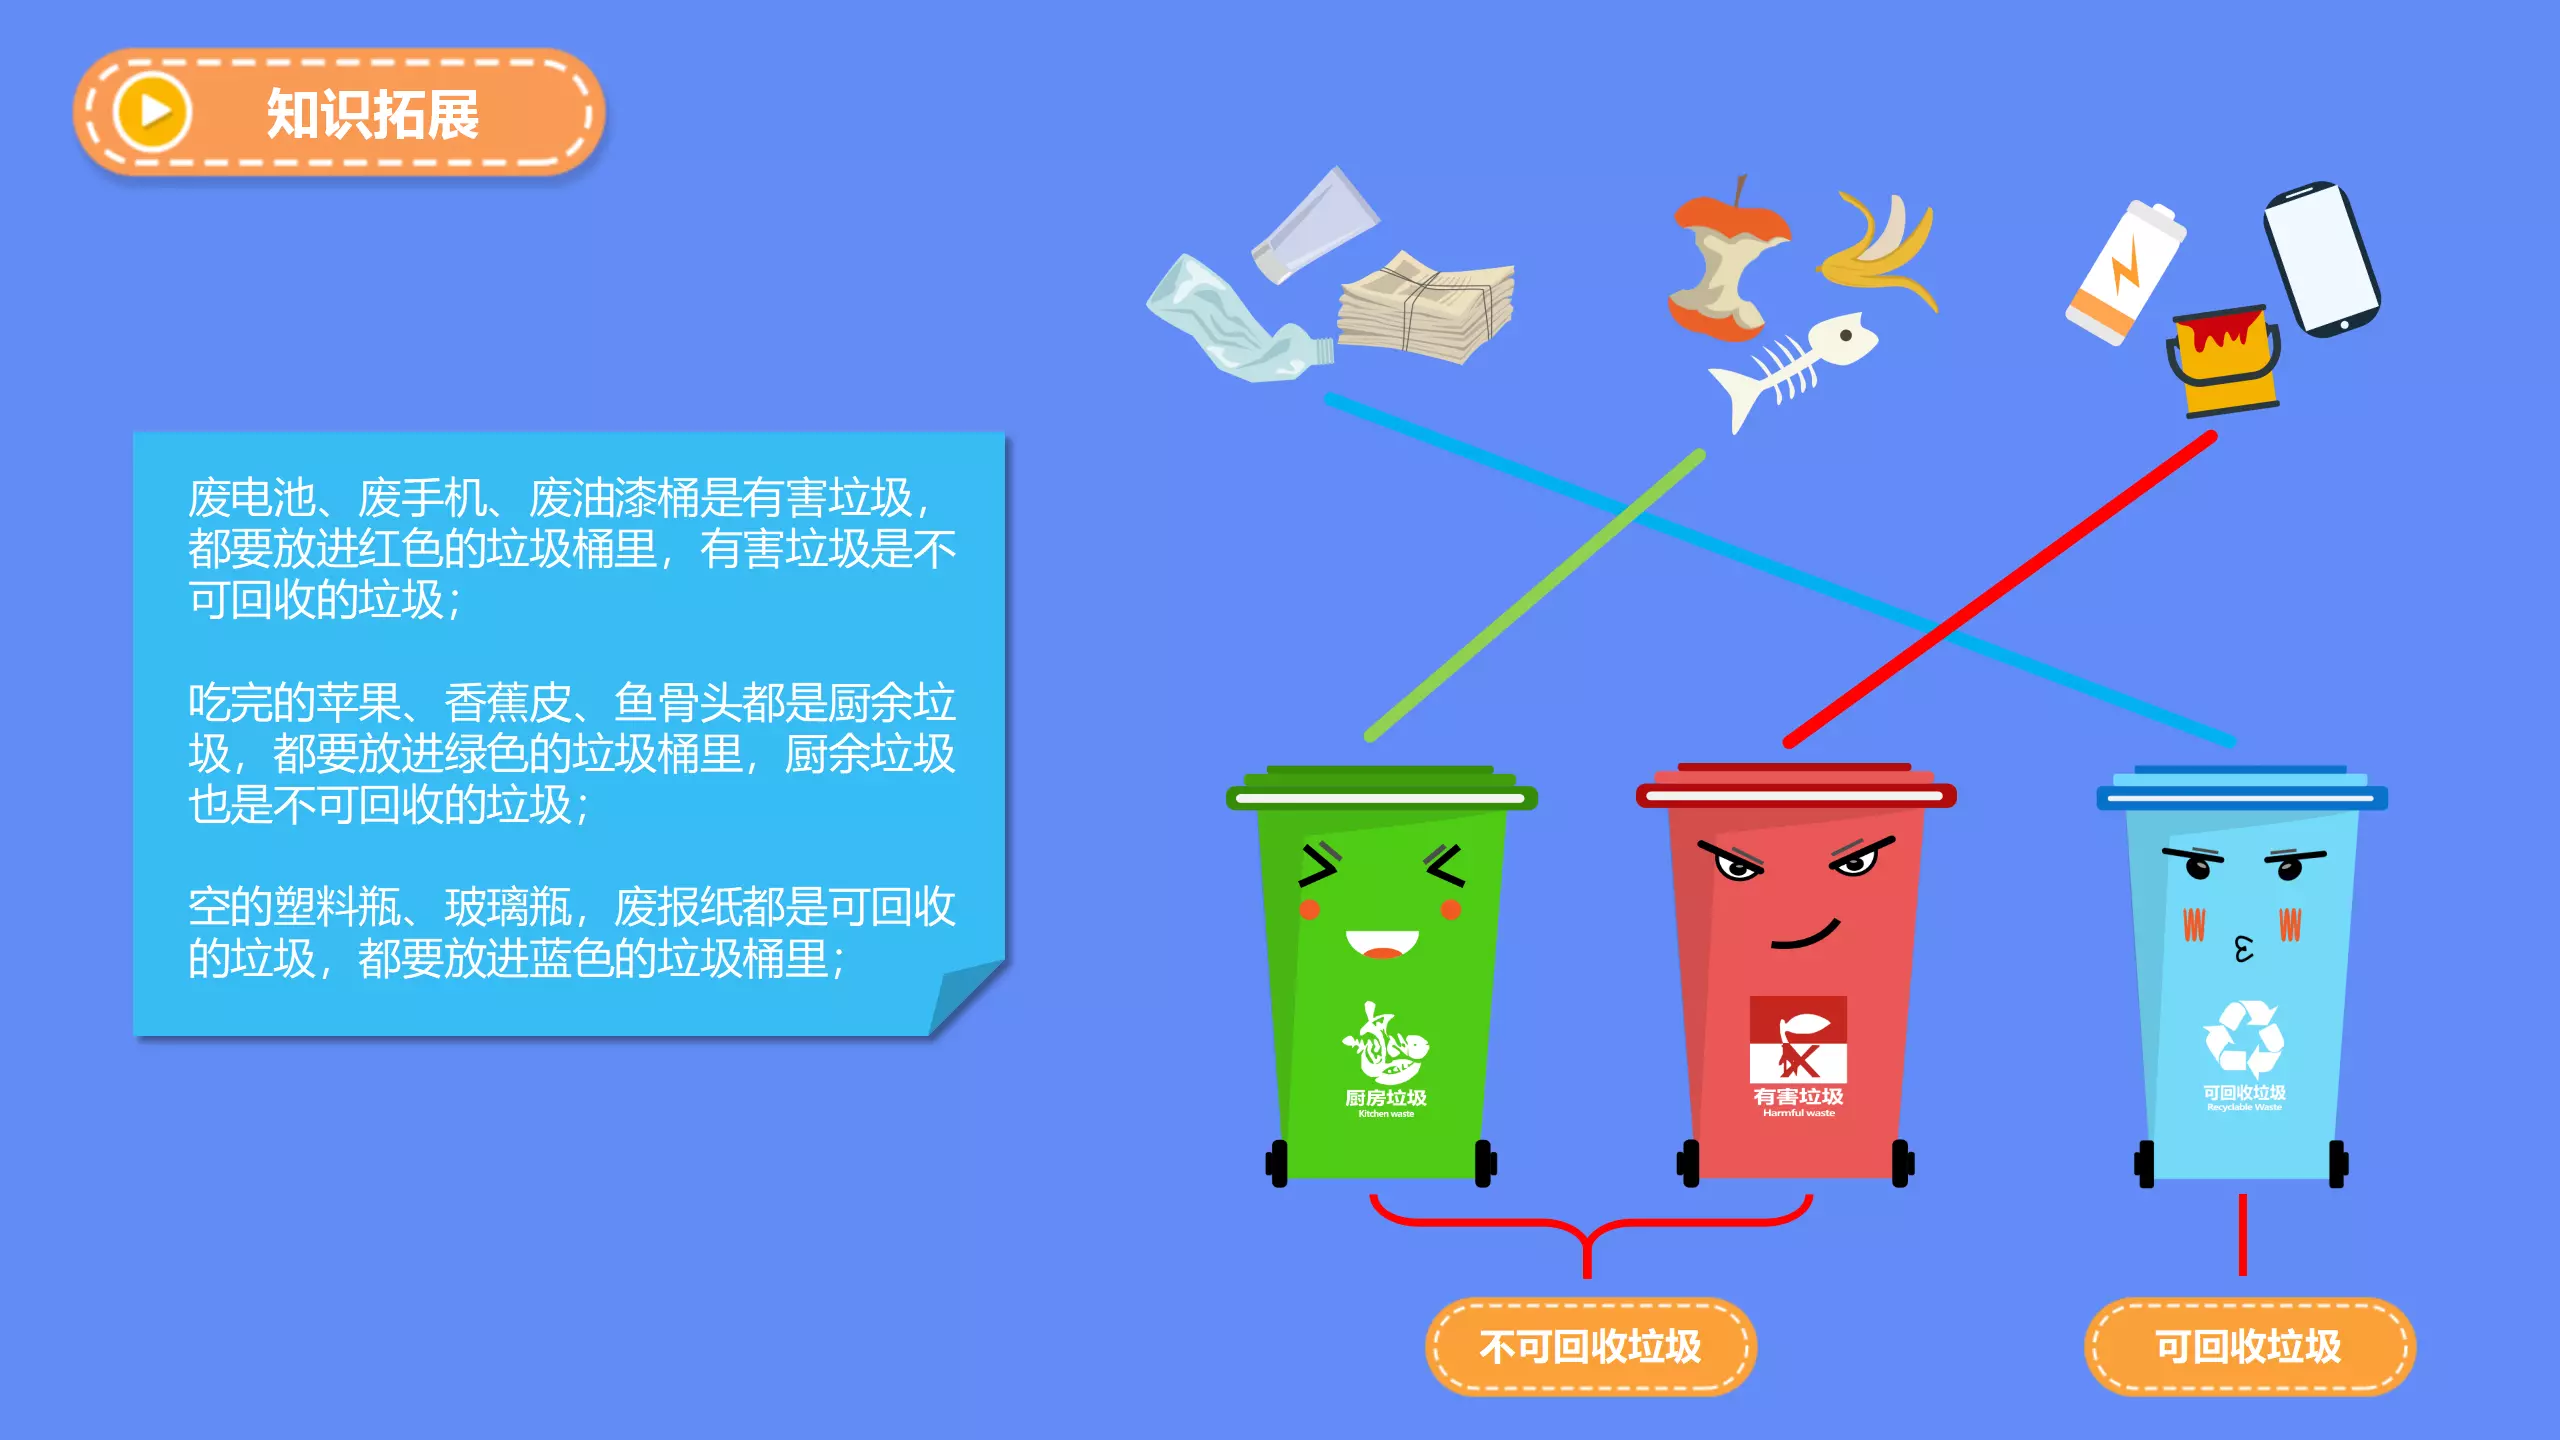 知识拓展
废电池、废手机、废油漆桶是有害垃圾，
都要放进红色的垃圾桶里，有害垃圾是不
可回收的垃圾；
吃完的苹果、香蕉皮、鱼骨头都是厨余垃
圾，都要放进绿色的垃圾桶里，厨余垃圾
也是不可回收的垃圾；
空的塑料瓶、玻璃瓶，废报纸都是可回收
的垃圾，都要放进蓝色的垃圾桶里；
厨房垃圾
Kitchen waste
有害垃圾
Harmful waste
可回收垃圾
Recyclable Waste
不可回收垃圾
可回收垃圾